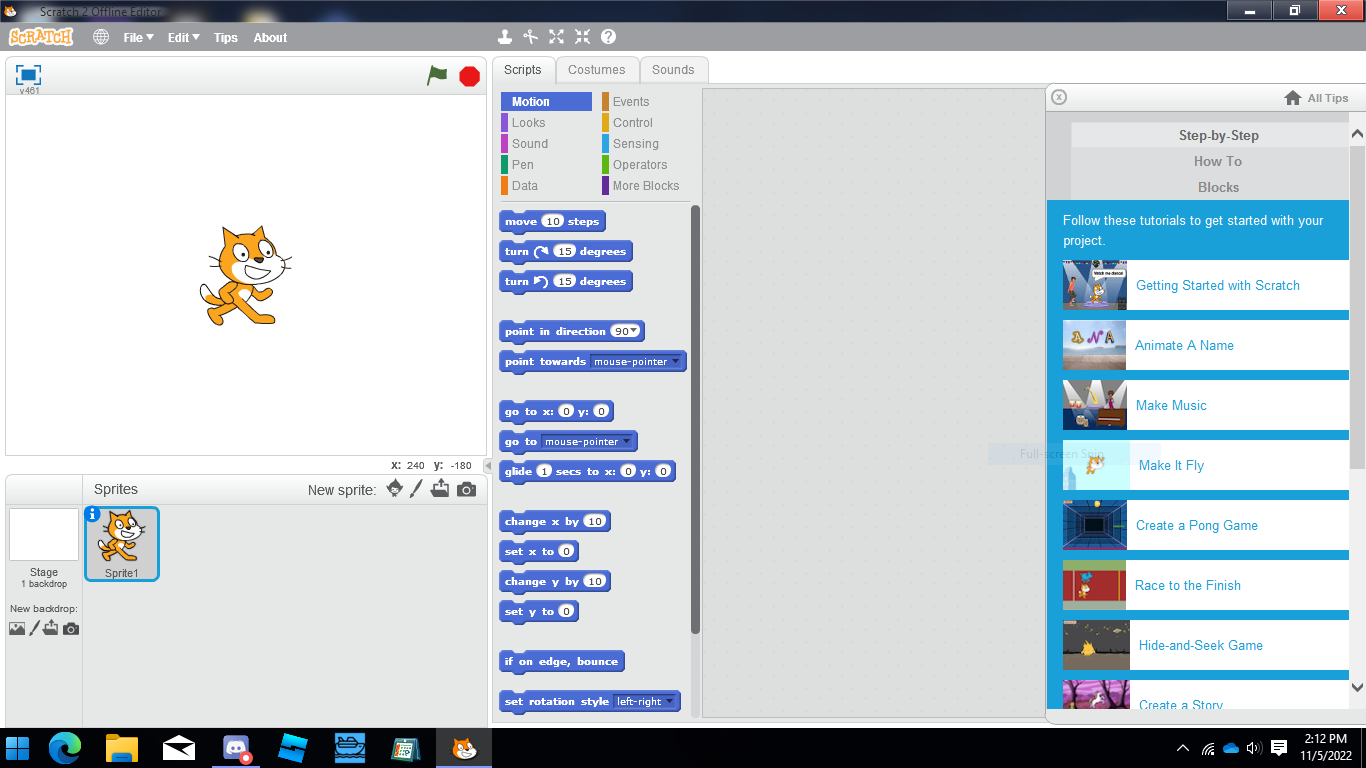 Scratch 2 Offline Editor
SCRATCH File Edit Tips About
v461
Scripts Costumes Sounds
Motion Events
Looks Control
Sound Sensing
Pen Operators
Data More Blocks
move 10 steps
turn 15 degrees
turn 15 degrees
point in direction 90
point towards mouse-pointer
go to x: 0 y: 0
go to mouse-pointer
glide 1 secs to x: 0 y: 0
change x by 10
set x to 0
change y by 10
set y to 0
if on edge, bounce
set rotation style left-right
x: 240 y: -180
Sprites New sprite:
Sprite1
Stage
1 backdrop
New backdrop:
Full-screen Snip
All Tips
Step-by-Step
How To
Blocks
Follow these tutorials to get started with your
project.
Watch me dance!
Getting Started with Scratch
ANA
Animate A Name
Make Music
Make It Fly
Create a Pong Game
Race to the Finish
Hide-and-Seek Game
Create a Story
2:12 PM
11/5/2022